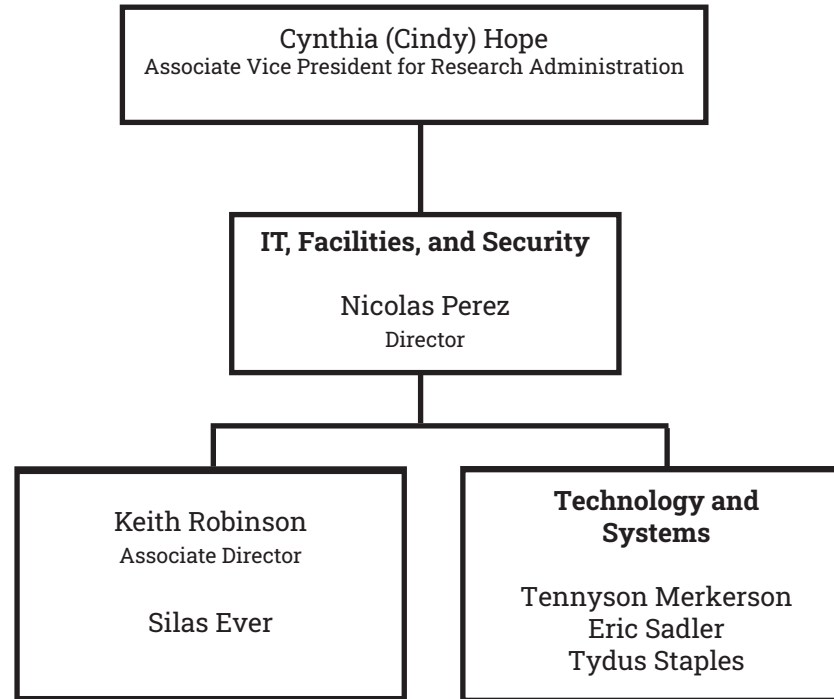 Cynthia (Cindy) Hope
Associate Vice President for Research Administration
IT, Facilities, and Security
Nicolas Perez
Director
Keith Robinson
Associate Director
Silas Ever
Technology and
Systems
Tennyson Merkerson
Eric Sadler
Tydus Staples